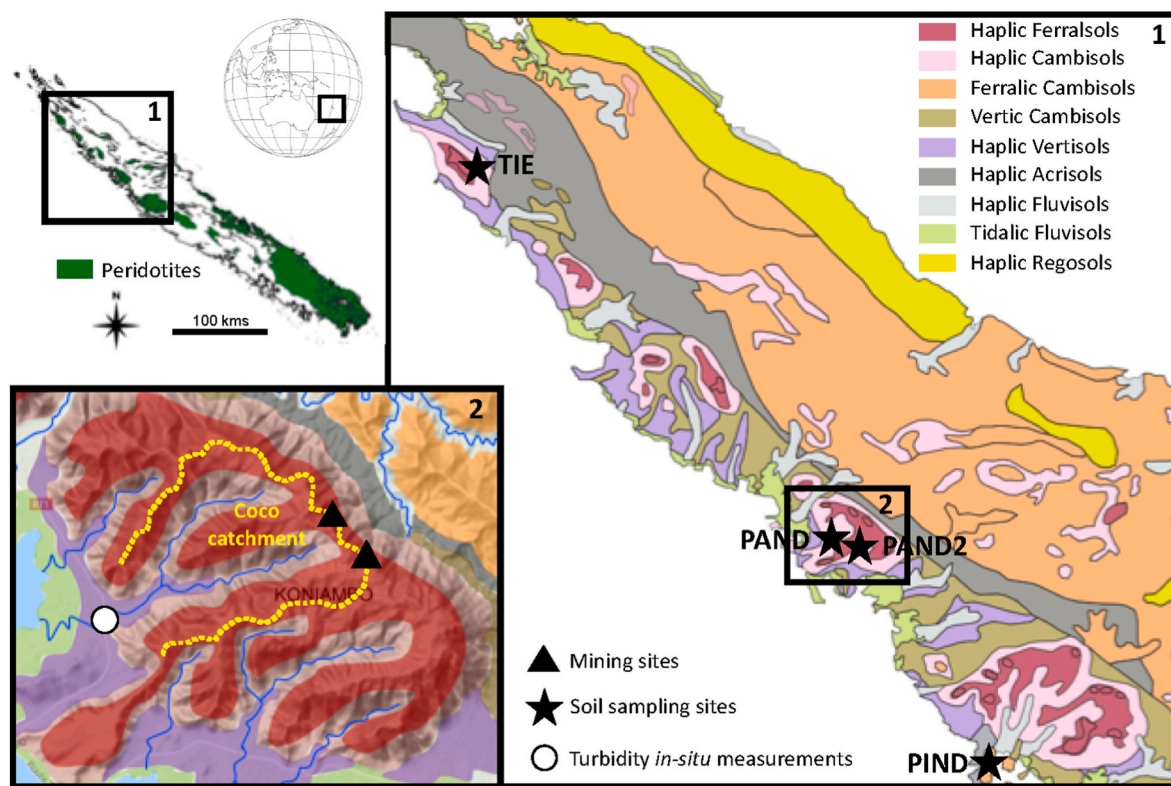 1
Peridotites
N
100 kms
1
Haplic Ferralsols
Haplic Cambisols
Ferralic Cambisols
Vertic Cambisols
Haplic Vertisols
Haplic Acrisols
Haplic Fluvisols
Tidalic Fluvisols
Haplic Regosols
TIE
2
PAND
PAND2
PIND
Mining sites
Soil sampling sites
Turbidity in-situ measurements
2
Coco
catchment
KONIAMBO